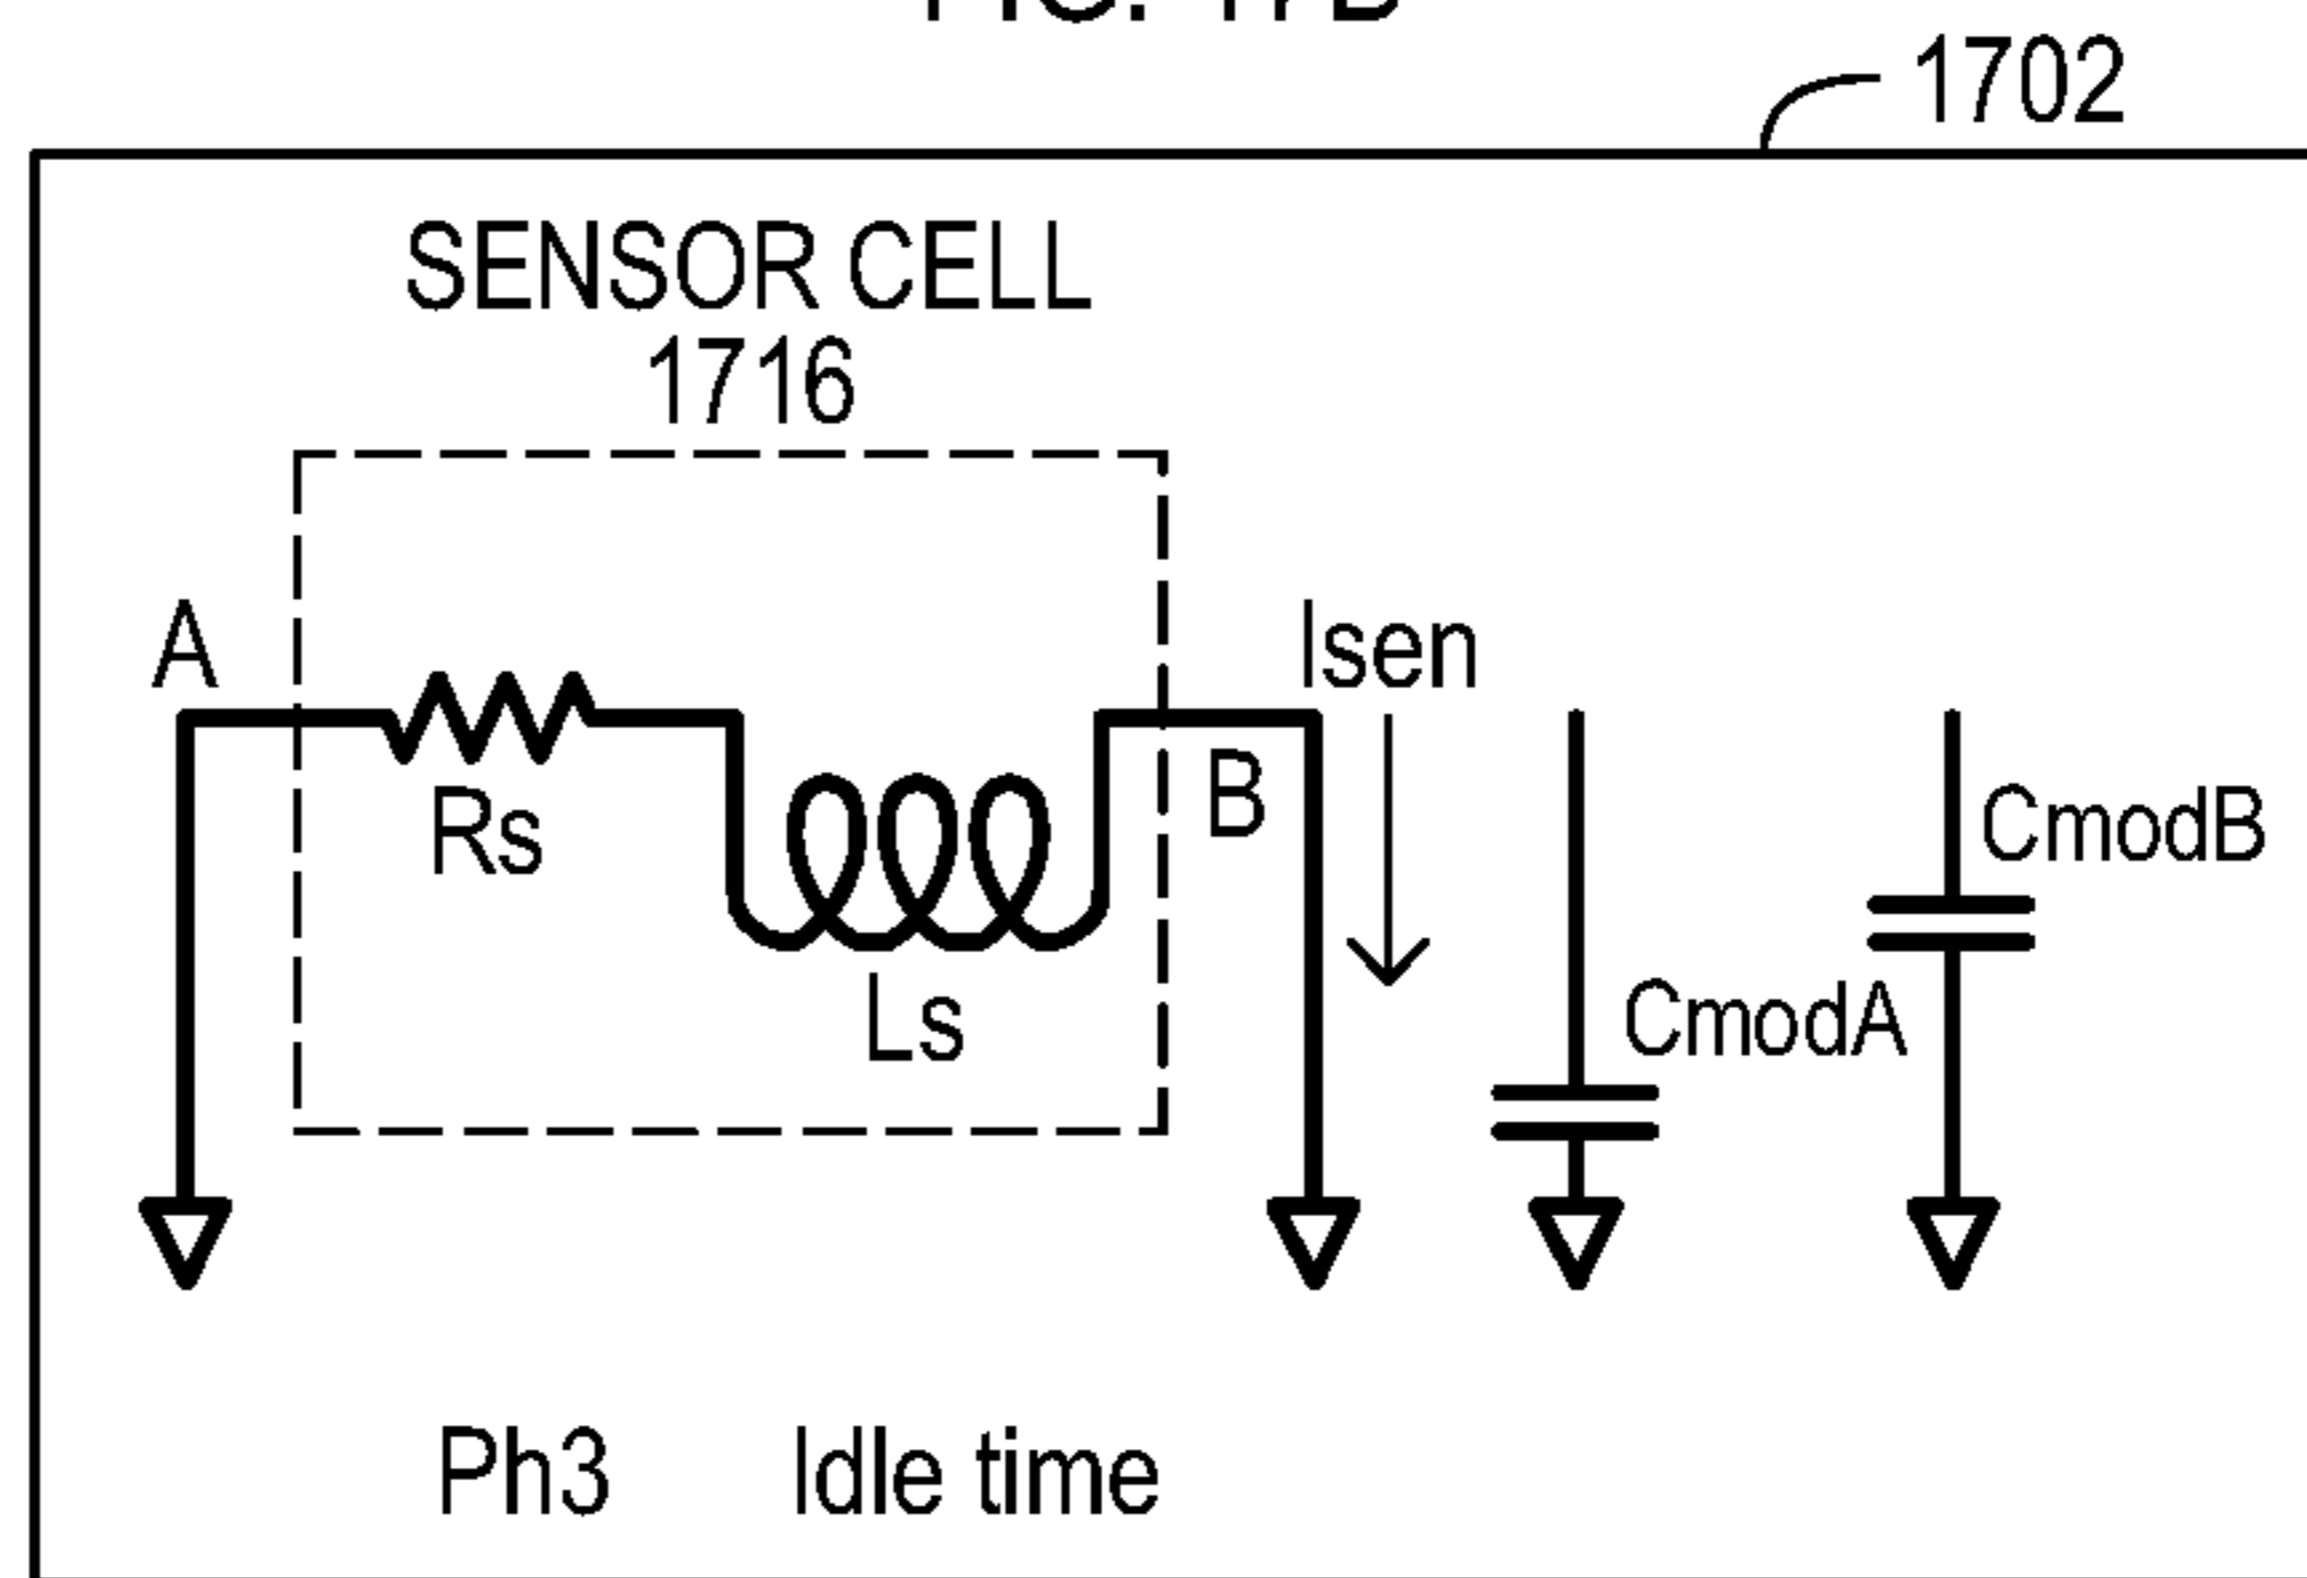 1702
SENSOR CELL
1716
A
Isen
Rs
B
CmodB
Ls
CmodA
Ph3 Idle time